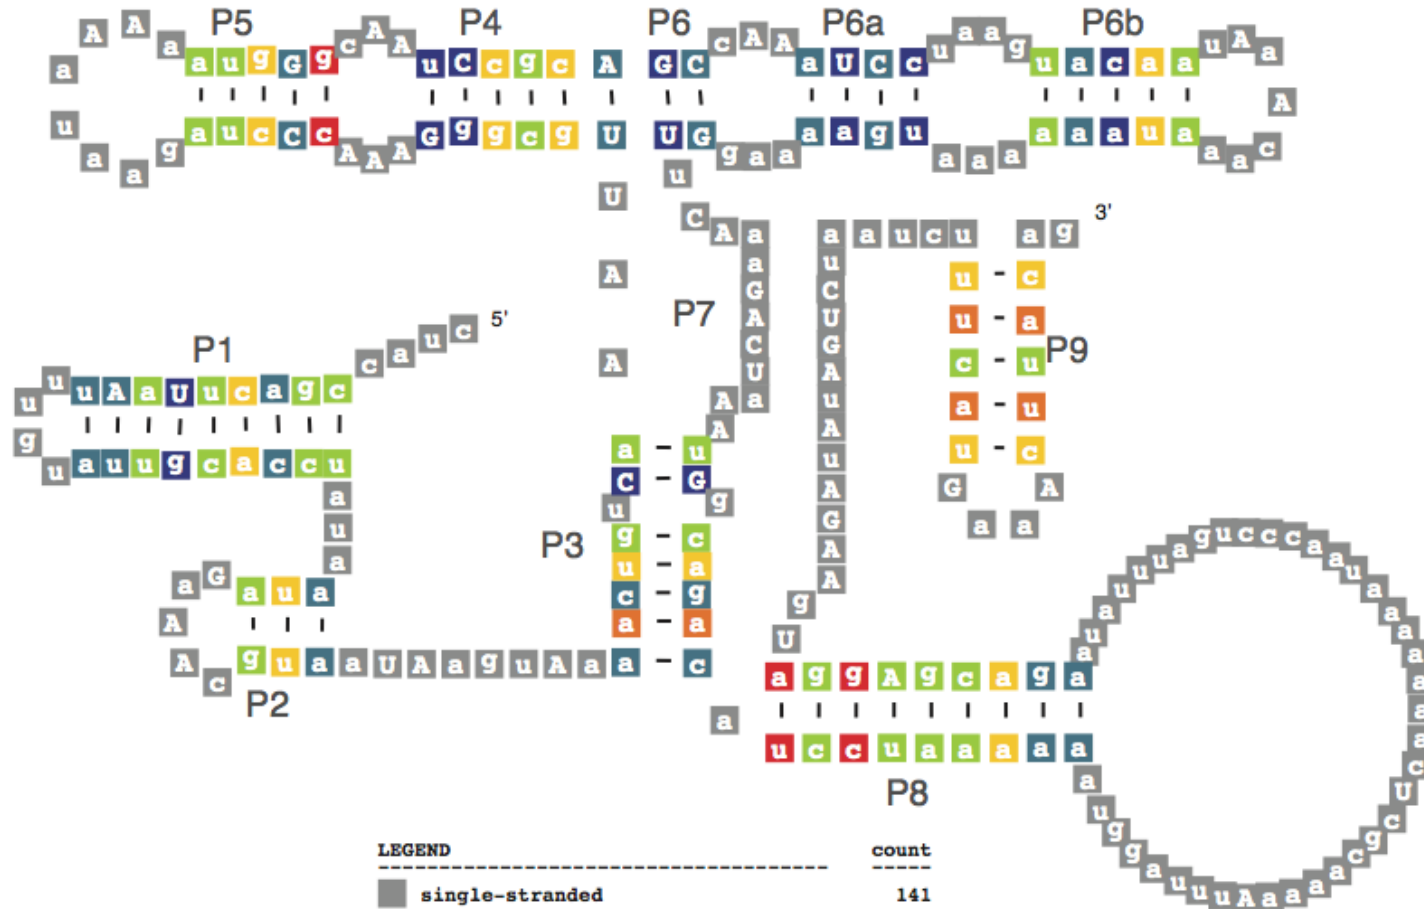 P5 P4 P6 P6a P6b
a A A a a u g G g c A A u C c g c A G C c A A a U C c u a a g u a c a a u A a A
u a a g a u c C c A A A G g g c g U U G g a a a a g u a a a a a a u a a a c
U A A
u C A a a G A C U a A A
P7
a a u c u a g 3'
u C U G A u A u A G A A g U
u - c
u - a
c - u
a - u
u - c
P9
G a a A
5'
c a u c
P1
u u u A a U u c a g c
g u a u u g c a c c u
a u a
a G a u a
A
A c g u a a U A a g u A a a - c
P2
P3
a - u
C - G
u g
g - c
u - a
c - g
a - a
a
a g g A g c a g a
u c c u a a a a a
P8
LEGEND count
single-stranded 141